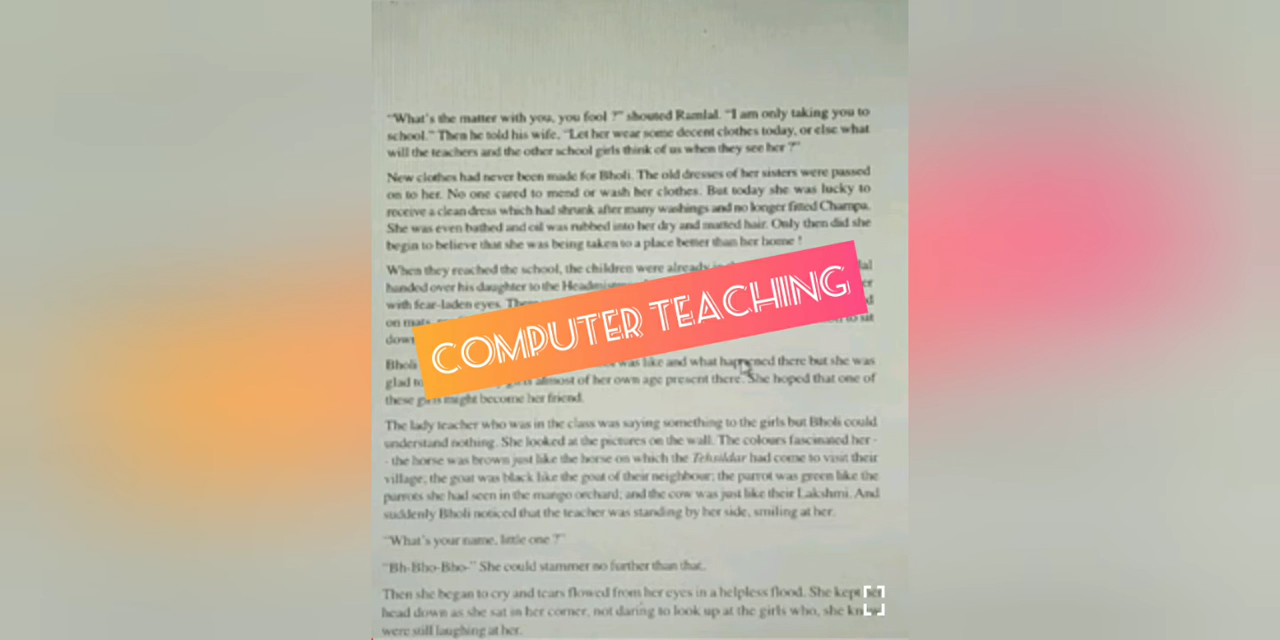 "What's the matter with you, you fool ?" shouted Ramlal. "I am only taking you to
school." Then he told his wife, "Let her wear some decent clothes today, or else what
will the teachers and the other school girls think of us when they see her ?"
New clothes had never been made for Bholi. The old dresses of her sisters were passed
on to her. No one cared to mend or wash her clothes. But today she was lucky to
receive a clean dress which had shrunk after many washings and no longer fitted Champa.
She was even bathed and oil was rubbed into her dry and matted hair. Only then did she
begin to believe that she was being taken to a place better than her home !
When they reached the school, the children were already
handed over his daughter to the
with fear-laden eyes.
on
COMPUTER TEACHING
to sit
Bholi was like and what happened there but she was
glad almost of her own age present there. She hoped that one of
these girls might become her friend.
The lady teacher who was in the class was saying something to the girls but Bholi could
understand nothing. She looked at the pictures on the wall. The colours fascinated her -
- the horse was brown just like the horse on which the Tehsildar had come to visit their
village; the goat was black like the goat of their neighbour; the parrot was green like the
parrots she had seen in the mango orchard; and the cow was just like their Lakshmi. And
suddenly Bholi noticed that the teacher was standing by her side, smiling at her.
"What's your name, little one ?"
"Bh-Bho-Bho-" She could stammer no further than that.
Then she began to cry and tears flowed from her eyes in a helpless flood. She kept her
head down as she sat in her corner, not daring to look up at the girls who, she knew
were still laughing at her.